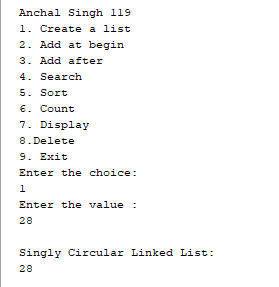 Anchal Singh 119
1. Create a list
2. Add at begin
3. Add after
4. Search
5. Sort
6. Count
7. Display
8.Delete
9. Exit
Enter the choice:
1
Enter the value :
28
Singly Circular Linked List:
28